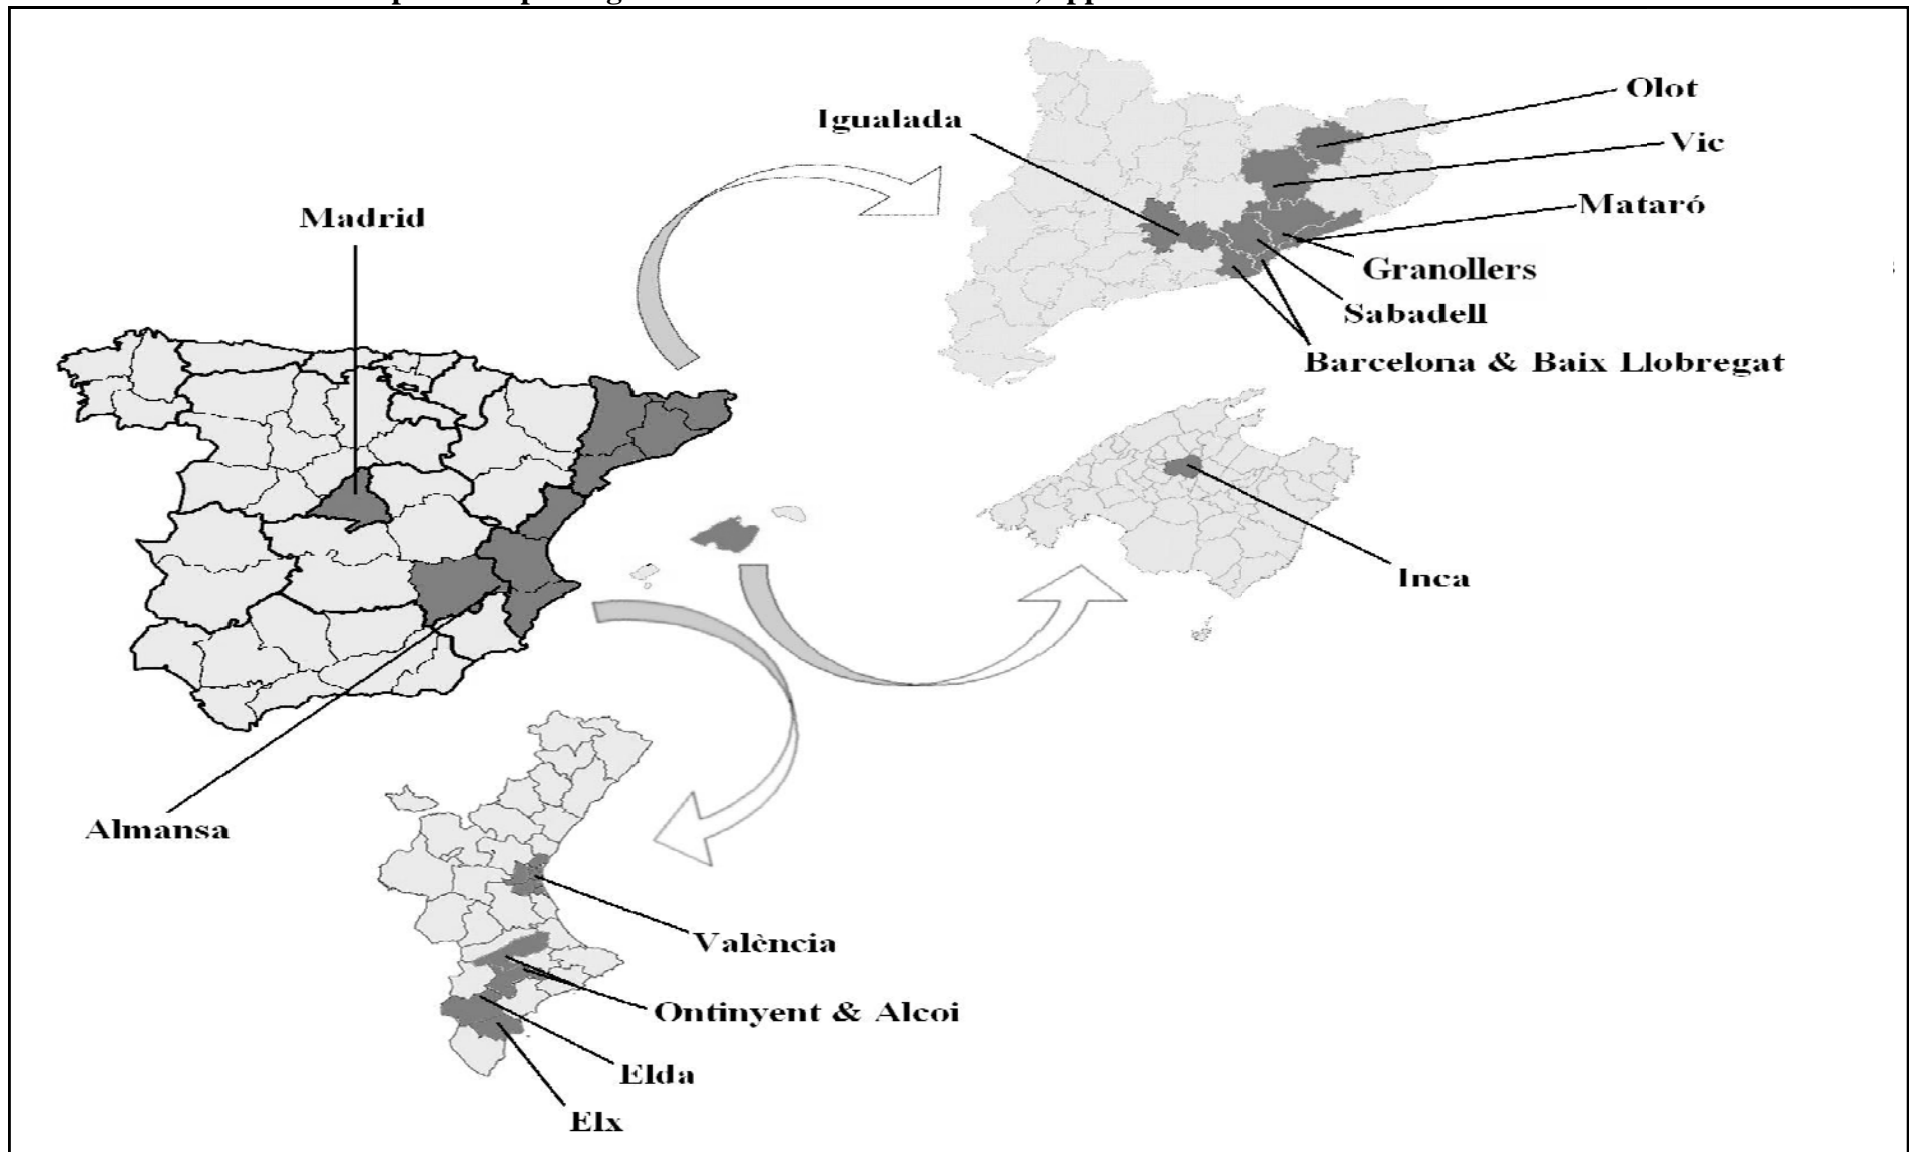 Olot
Igualada
Vic
Mataró
Madrid
Granollers
Sabadell
Barcelona & Baix Llobregat
Inca
Almansa
València
Ontinyent & Alcoi
Elda
Elx